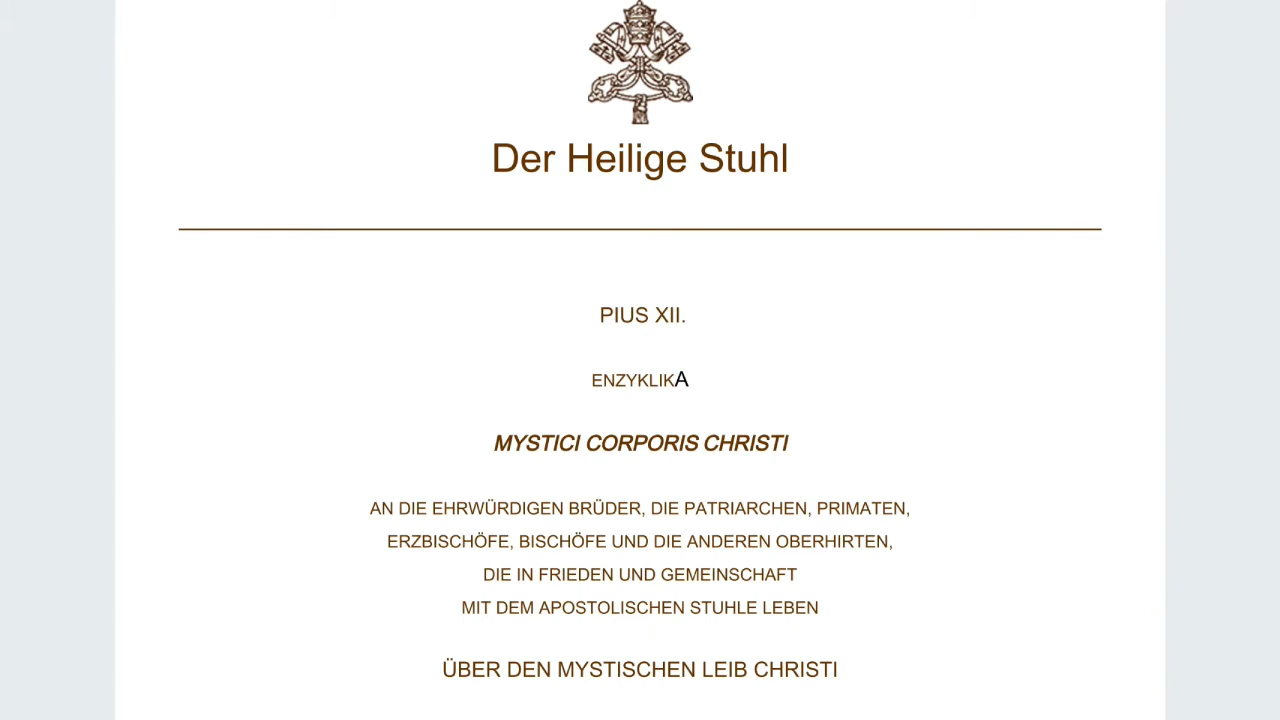 Der Heilige Stuhl
PIUS XII.
ENZYKLIKA
MYSTICI CORPORIS CHRISTI
AN DIE EHRWÜRDIGEN BRÜDER, DIE PATRIARCHEN, PRIMATEN,
ERZBISCHÖFE, BISCHÖFE UND DIE ANDEREN OBERHIRTEN,
DIE IN FRIEDEN UND GEMEINSCHAFT
MIT DEM APOSTOLISCHEN STUHLE LEBEN
ÜBER DEN MYSTISCHEN LEIB CHRISTI